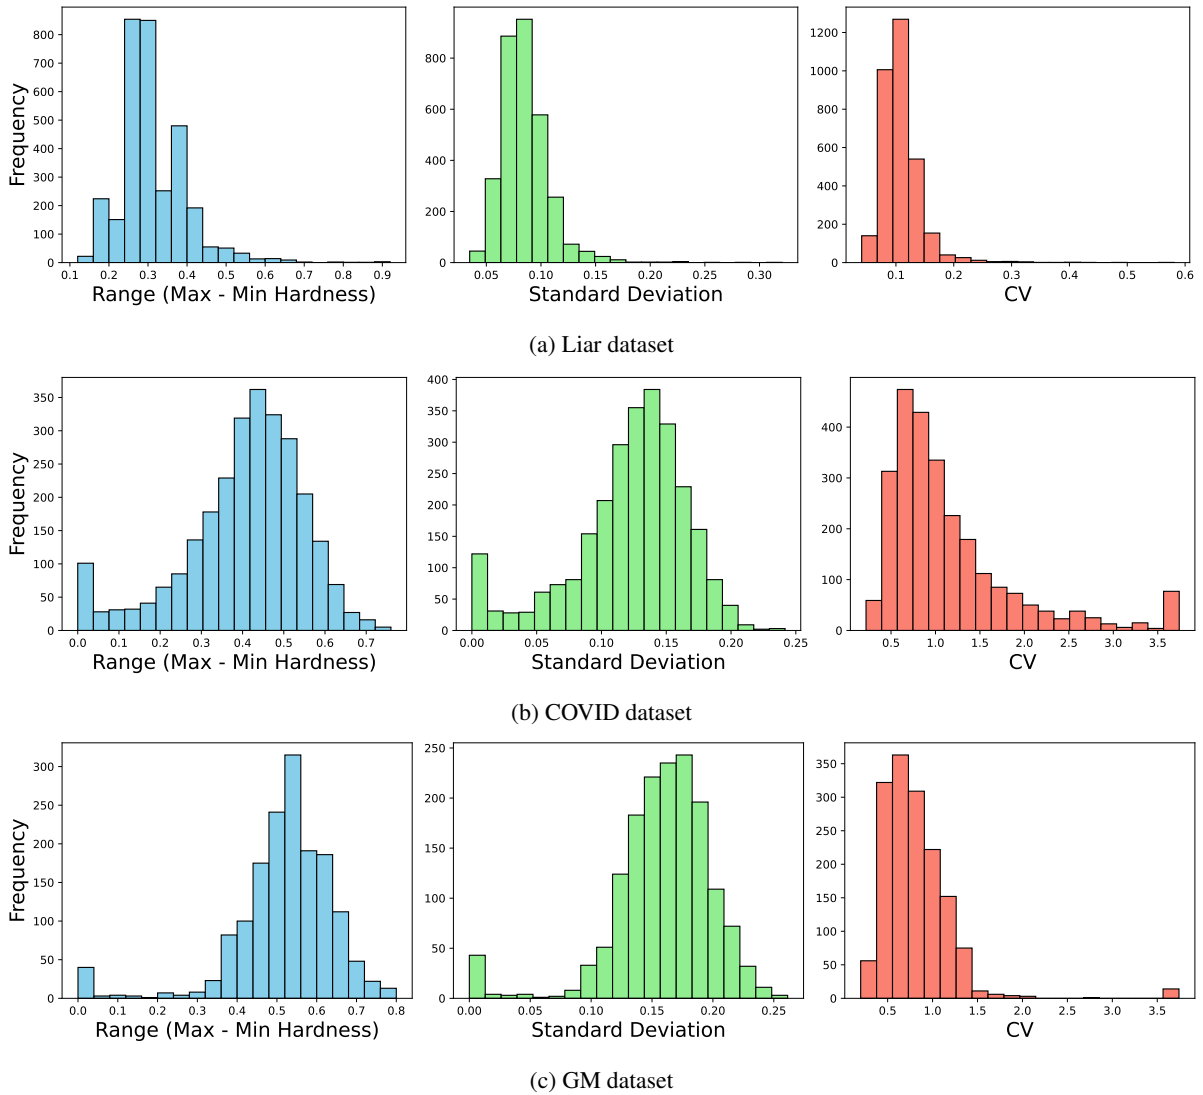 800
700
600
500
400
300
200
100
0
Frequency
0.1 0.2 0.3 0.4 0.5 0.6 0.7 0.8 0.9
Range (Max - Min Hardness)
800
600
400
200
0
0.05 0.10 0.15 0.20 0.25 0.30
Standard Deviation
1200
1000
800
600
400
200
0
0.1 0.2 0.3 0.4 0.5 0.6
CV
(a) Liar dataset
350
300
250
200
150
100
50
0
Frequency
0.0 0.1 0.2 0.3 0.4 0.5 0.6 0.7
Range (Max - Min Hardness)
400
350
300
250
200
150
100
50
0
0.00 0.05 0.10 0.15 0.20 0.25
Standard Deviation
400
300
200
100
0
0.5 1.0 1.5 2.0 2.5 3.0 3.5
CV
(b) COVID dataset
300
250
200
150
100
50
0
Frequency
0.0 0.1 0.2 0.3 0.4 0.5 0.6 0.7 0.8
Range (Max - Min Hardness)
250
200
150
100
50
0
0.00 0.05 0.10 0.15 0.20 0.25
Standard Deviation
350
300
250
200
150
100
50
0
0.5 1.0 1.5 2.0 2.5 3.0 3.5
CV
(c) GM dataset